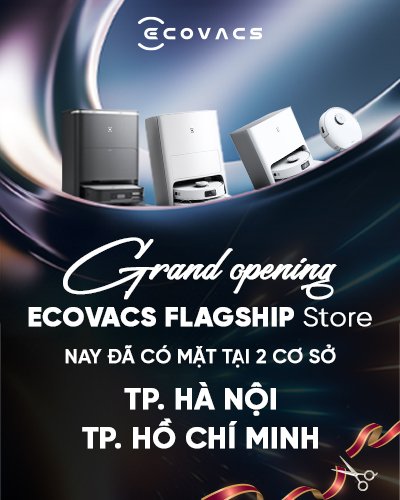 ECOVACS
Grand opening
ECOVACS FLAGSHIP Store
NAY ĐÃ CÓ MẶT TẠI 2 CƠ SỞ
TP. HÀ NỘI
TP. HỒ CHÍ MINH